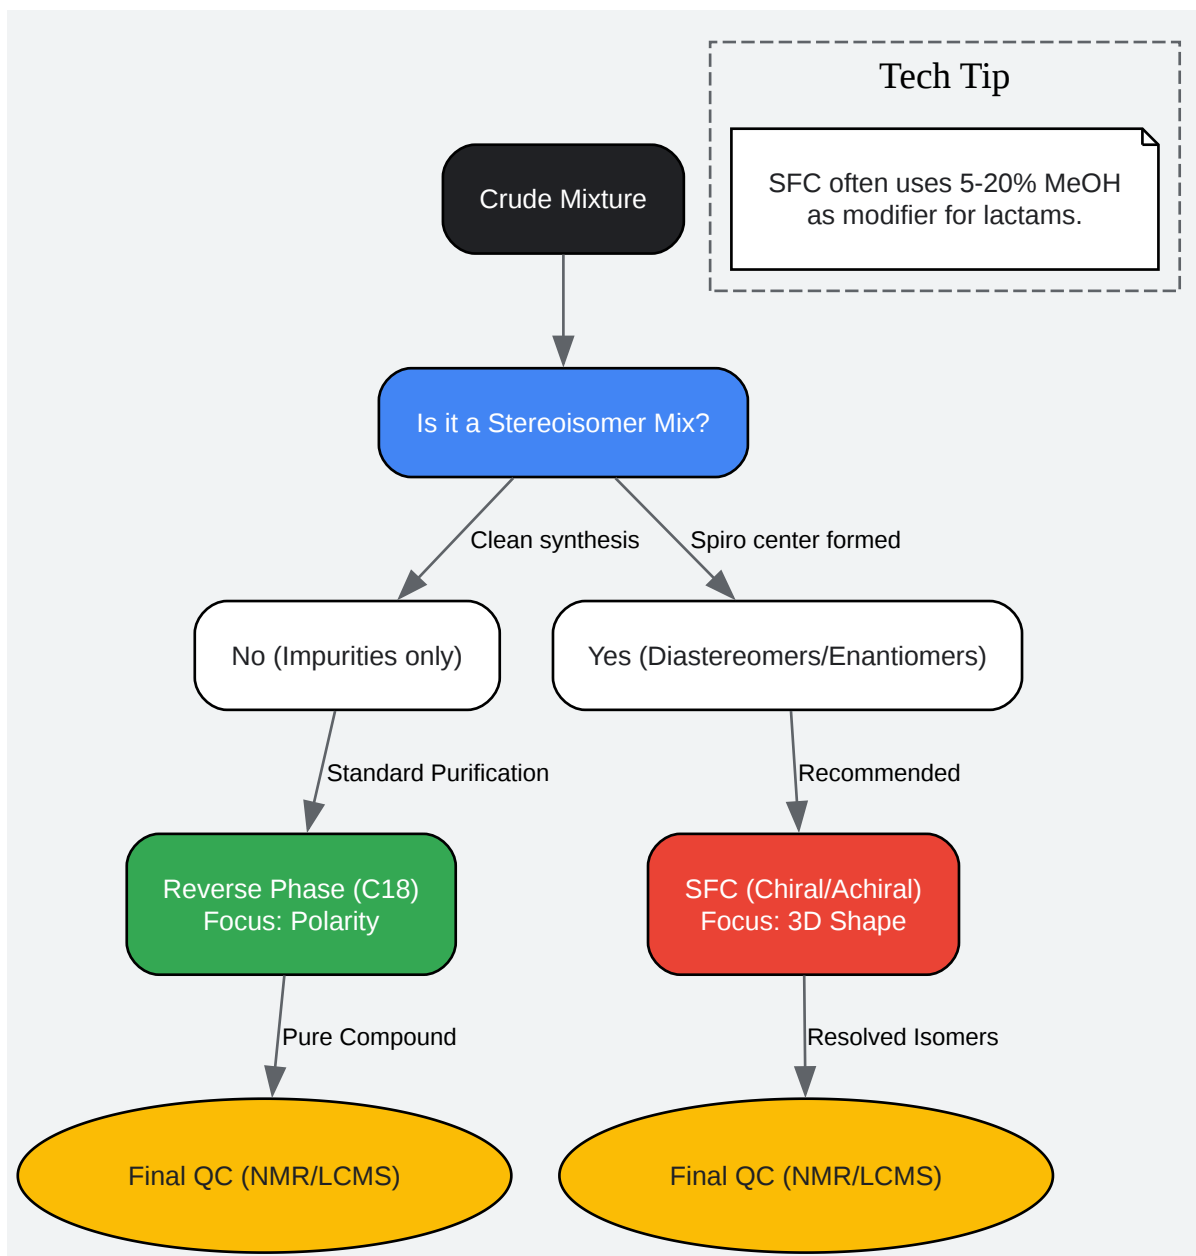 Tech Tip
SFC often uses 5-20% MeOH
as modifier for lactams.
Crude Mixture
Is it a Stereoisomer Mix?
Clean synthesis
Spiro center formed
No (Impurities only)
Yes (Diastereomers/Enantiomers)
Standard Purification
Recommended
Reverse Phase (C18)
Focus: Polarity
SFC (Chiral/Achiral)
Focus: 3D Shape
Pure Compound
Resolved Isomers
Final QC (NMR/LCMS)
Final QC (NMR/LCMS)